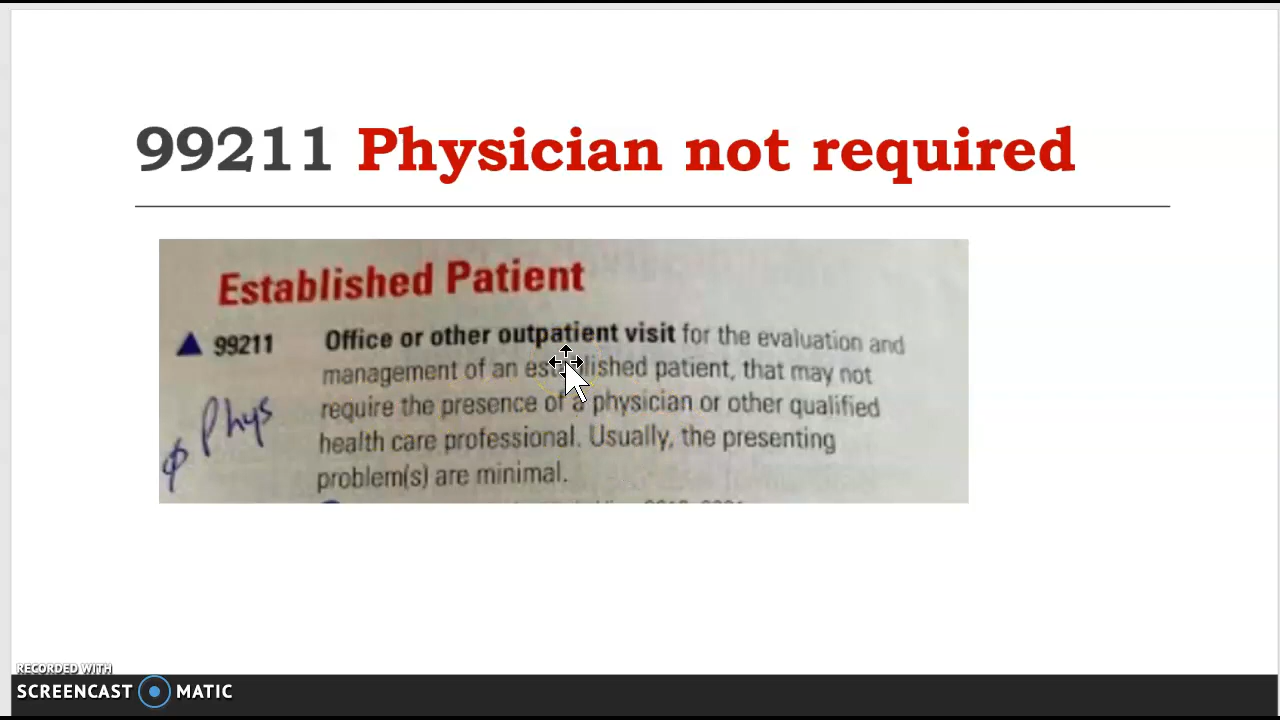 99211 Physician not required
Established Patient
▲ 99211 Office or other outpatient visit for the evaluation and
management of an established patient, that may not
require the presence of a physician or other qualified
health care professional. Usually, the presenting
problem(s) are minimal.
φ Phys
RECORDED WITH
SCREENCAST MATIC